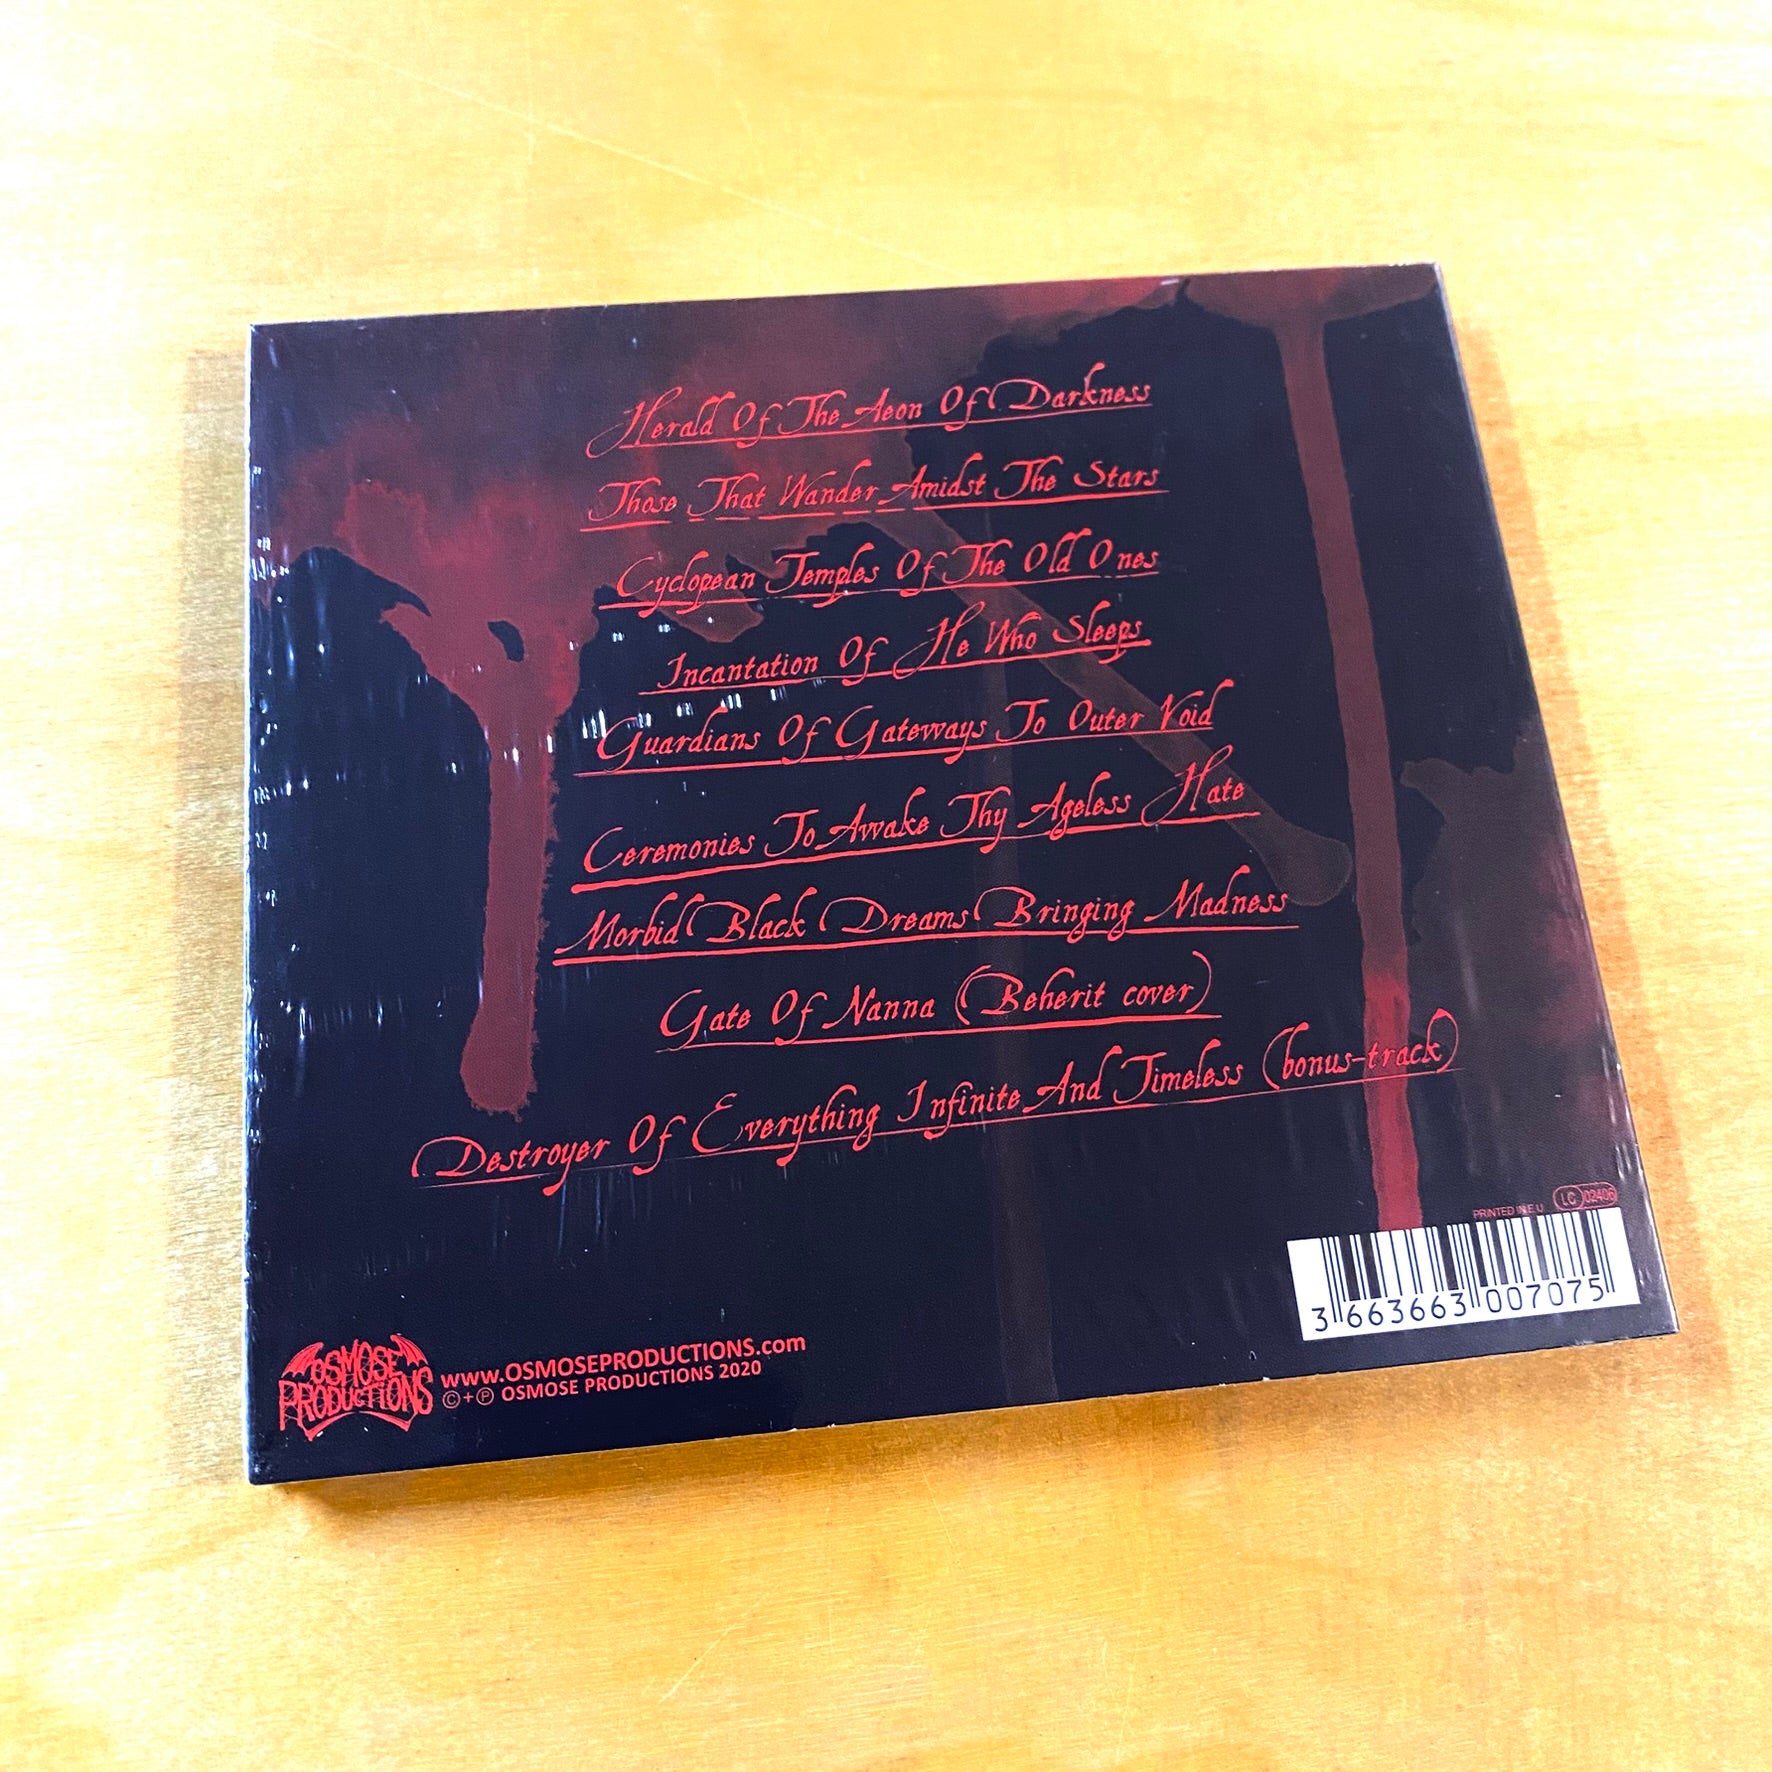 Herald Of The Aeon Of Darkness
Those That Wander Amidst The Stars
Cyclopean Temples Of The Old Ones
Incantation Of He Who Sleeps
Guardians Of Gateways To Outer Void
Ceremonies To Awake Thy Ageless Hate
Morbid Black Dreams Bringing Madness
Gate Of Nanna (Beherit cover)
Destroyer Of Everything Infinite And Timeless (bonus-track)
PRINTED IN E.U LC 02406
3 663663 007075
OSMOSE PRODUCTIONS
www.OSMOSEPRODUCTIONS.com
©+℗ OSMOSE PRODUCTIONS 2020